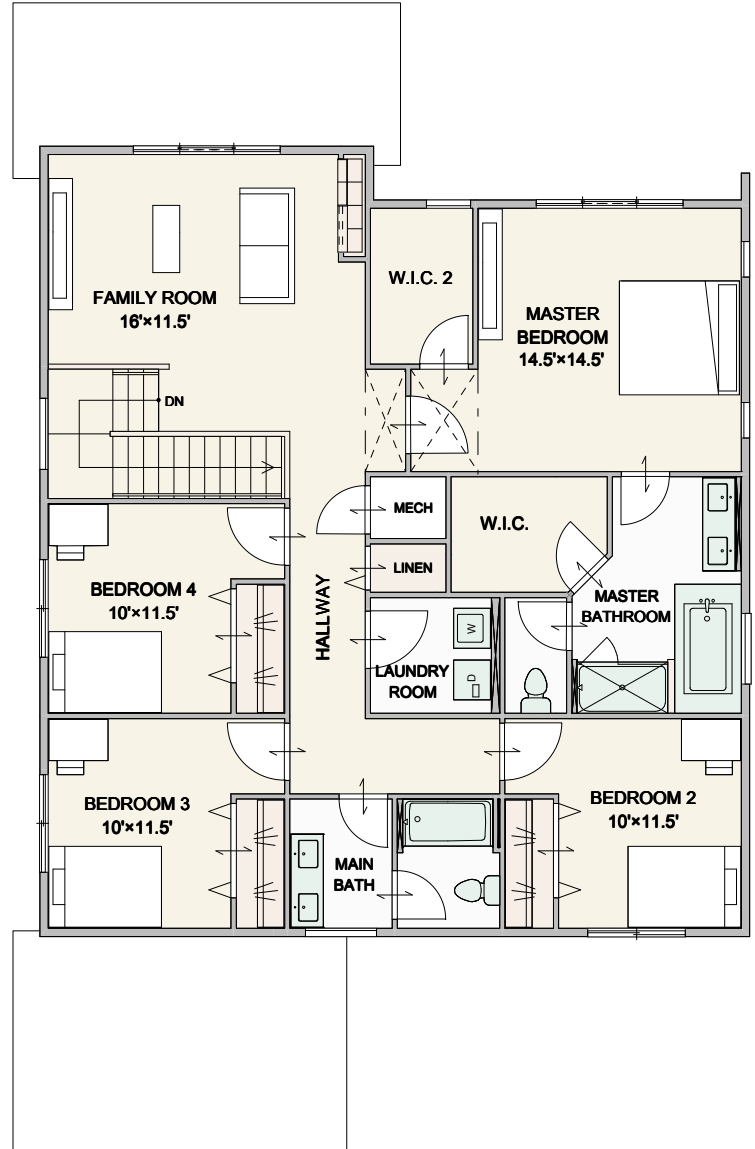 W.I.C. 2
FAMILY ROOM
16'×11.5'
MASTER
BEDROOM
14.5'×14.5'
DN
MECH
W.I.C.
LINEN
BEDROOM 4
10'×11.5'
HALLWAY
MASTER
BATHROOM
W
D
LAUNDRY
ROOM
BEDROOM 3
10'×11.5'
BEDROOM 2
10'×11.5'
MAIN
BATH